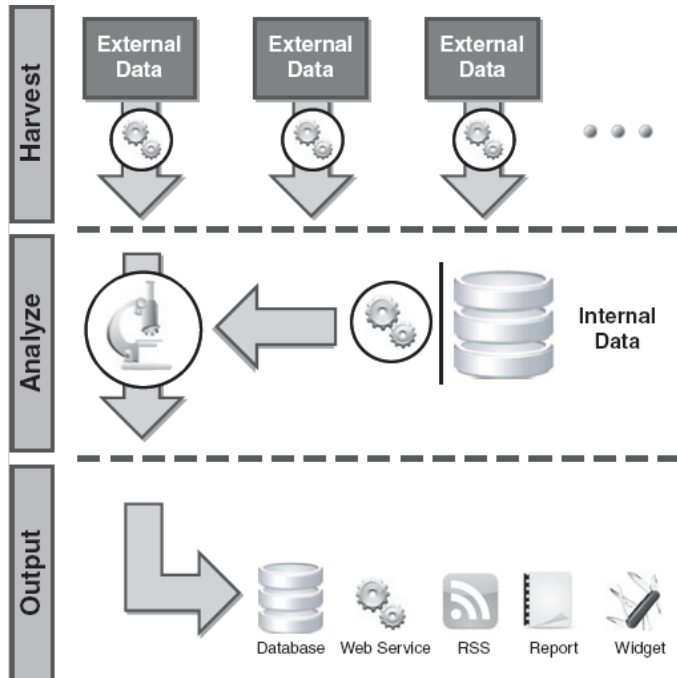 Harvest
External
Data
External
Data
External
Data
Analyze
Internal
Data
Output
Database
Web Service
RSS
Report
Widget